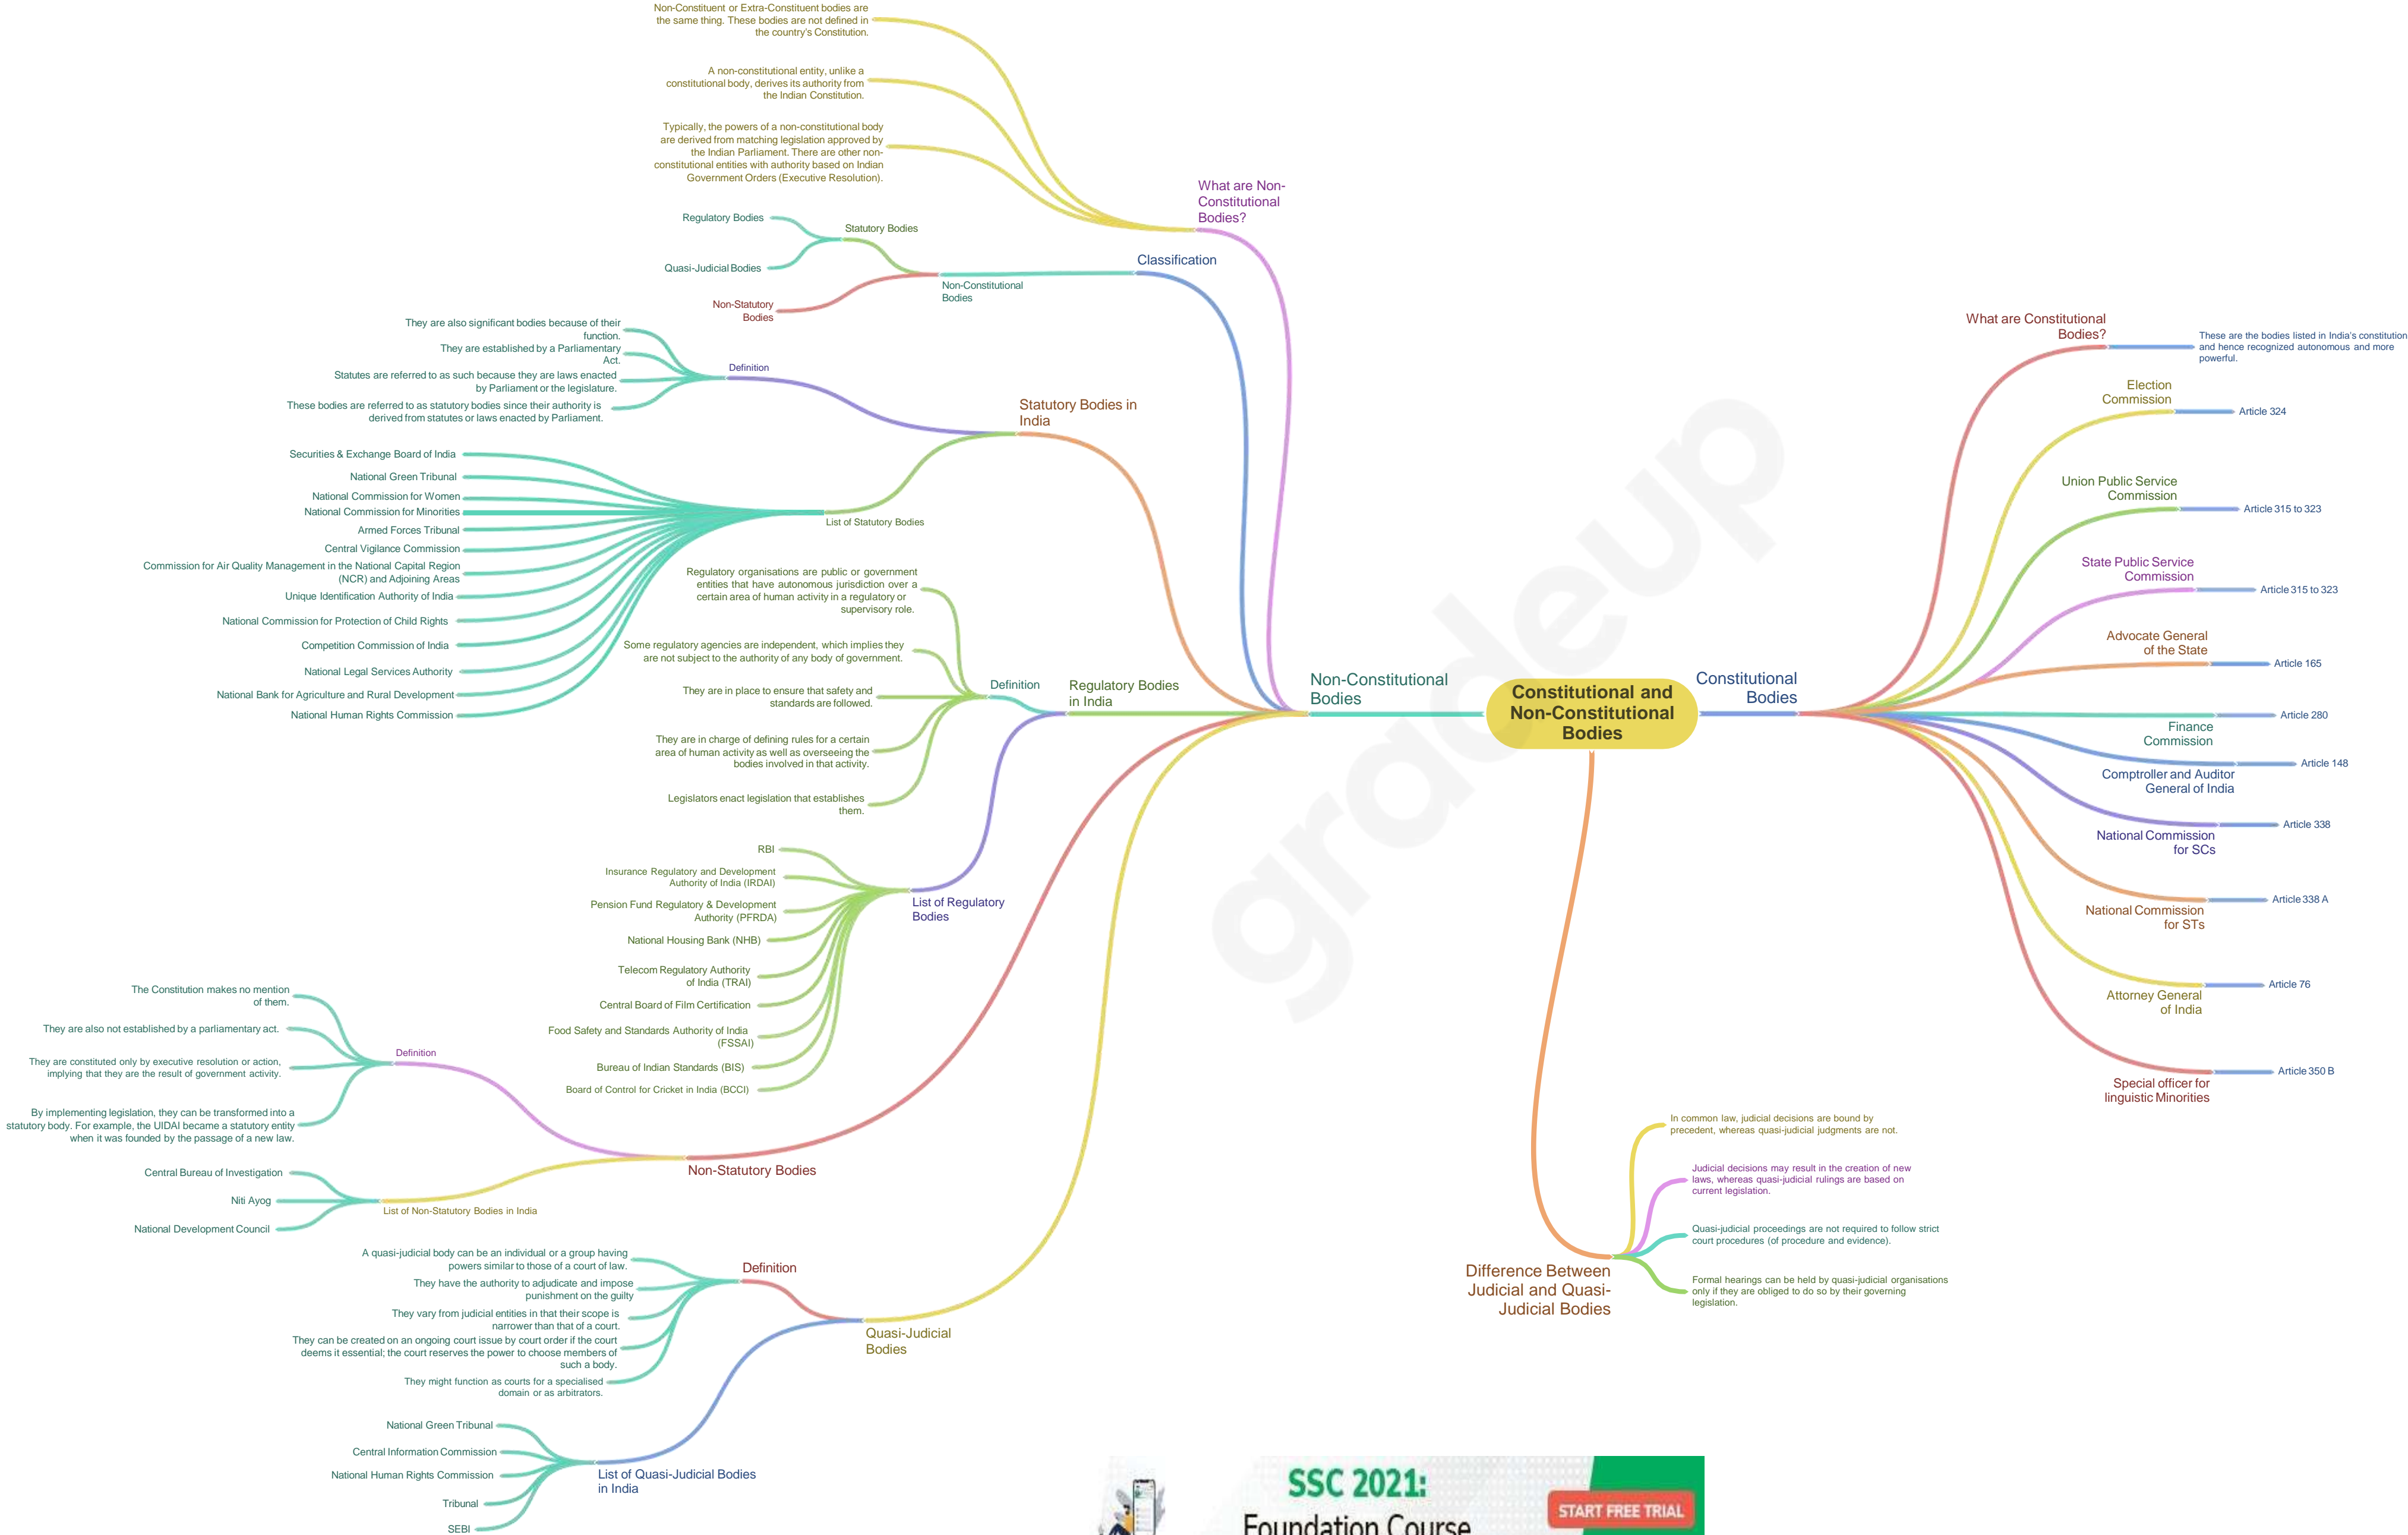 Non-Constituent or Extra-Constituent bodies are
the same thing. These bodies are not defined in
the country's Constitution.
A non-constitutional entity, unlike a
constitutional body, derives its authority from
the Indian Constitution.
Typically, the powers of a non-constitutional body
are derived from matching legislation approved by
the Indian Parliament. There are other non-
constitutional entities with authority based on Indian
Government Orders (Executive Resolution).
What are Non-
Constitutional
Bodies?
Regulatory Bodies
Quasi-Judicial Bodies
Statutory Bodies
Non-Statutory
Bodies
Non-Constitutional
Bodies
Classification
They are also significant bodies because of their
function.
They are established by a Parliamentary
Act.
Statutes are referred to as such because they are laws enacted
by Parliament or the legislature.
These bodies are referred to as statutory bodies since their authority is
derived from statutes or laws enacted by Parliament.
Definition
Statutory Bodies in
India
Securities & Exchange Board of India
National Green Tribunal
National Commission for Women
National Commission for Minorities
Armed Forces Tribunal
Central Vigilance Commission
Commission for Air Quality Management in the National Capital Region
(NCR) and Adjoining Areas
Unique Identification Authority of India
National Commission for Protection of Child Rights
Competition Commission of India
National Legal Services Authority
National Bank for Agriculture and Rural Development
National Human Rights Commission
List of Statutory Bodies
Regulatory organisations are public or government
entities that have autonomous jurisdiction over a
certain area of human activity in a regulatory or
supervisory role.
Some regulatory agencies are independent, which implies they
are not subject to the authority of any body of government.
They are in place to ensure that safety and
standards are followed.
They are in charge of defining rules for a certain
area of human activity as well as overseeing the
bodies involved in that activity.
Legislators enact legislation that establishes
them.
Definition
Regulatory Bodies
in India
RBI
Insurance Regulatory and Development
Authority of India (IRDAI)
Pension Fund Regulatory & Development
Authority (PFRDA)
National Housing Bank (NHB)
Telecom Regulatory Authority
of India (TRAI)
Central Board of Film Certification
Food Safety and Standards Authority of India
(FSSAI)
Bureau of Indian Standards (BIS)
Board of Control for Cricket in India (BCCI)
List of Regulatory
Bodies
The Constitution makes no mention
of them.
They are also not established by a parliamentary act.
They are constituted only by executive resolution or action,
implying that they are the result of government activity.
By implementing legislation, they can be transformed into a
statutory body. For example, the UIDAI became a statutory entity
when it was founded by the passage of a new law.
Definition
Non-Statutory Bodies
Central Bureau of Investigation
Niti Ayog
National Development Council
List of Non-Statutory Bodies in India
A quasi-judicial body can be an individual or a group having
powers similar to those of a court of law.
They have the authority to adjudicate and impose
punishment on the guilty
They vary from judicial entities in that their scope is
narrower than that of a court.
They can be created on an ongoing court issue by court order if the court
deems it essential; the court reserves the power to choose members of
such a body.
They might function as courts for a specialised
domain or as arbitrators.
Definition
Quasi-Judicial
Bodies
National Green Tribunal
Central Information Commission
National Human Rights Commission
Tribunal
SEBI
List of Quasi-Judicial Bodies
in India
Non-Constitutional
Bodies
Constitutional and
Non-Constitutional
Bodies
Constitutional
Bodies
gradeup
What are Constitutional
Bodies?
These are the bodies listed in India's constitution
and hence recognized autonomous and more
powerful.
Election
Commission
Article 324
Union Public Service
Commission
Article 315 to 323
State Public Service
Commission
Article 315 to 323
Advocate General
of the State
Article 165
Finance
Commission
Article 280
Comptroller and Auditor
General of India
Article 148
National Commission
for SCs
Article 338
National Commission
for STs
Article 338 A
Attorney General
of India
Article 76
Special officer for
linguistic Minorities
Article 350 B
Difference Between
Judicial and Quasi-
Judicial Bodies
In common law, judicial decisions are bound by
precedent, whereas quasi-judicial judgments are not.
Judicial decisions may result in the creation of new
laws, whereas quasi-judicial rulings are based on
current legislation.
Quasi-judicial proceedings are not required to follow strict
court procedures (of procedure and evidence).
Formal hearings can be held by quasi-judicial organisations
only if they are obliged to do so by their governing
legislation.
SSC 2021:
Foundation Course
START FREE TRIAL